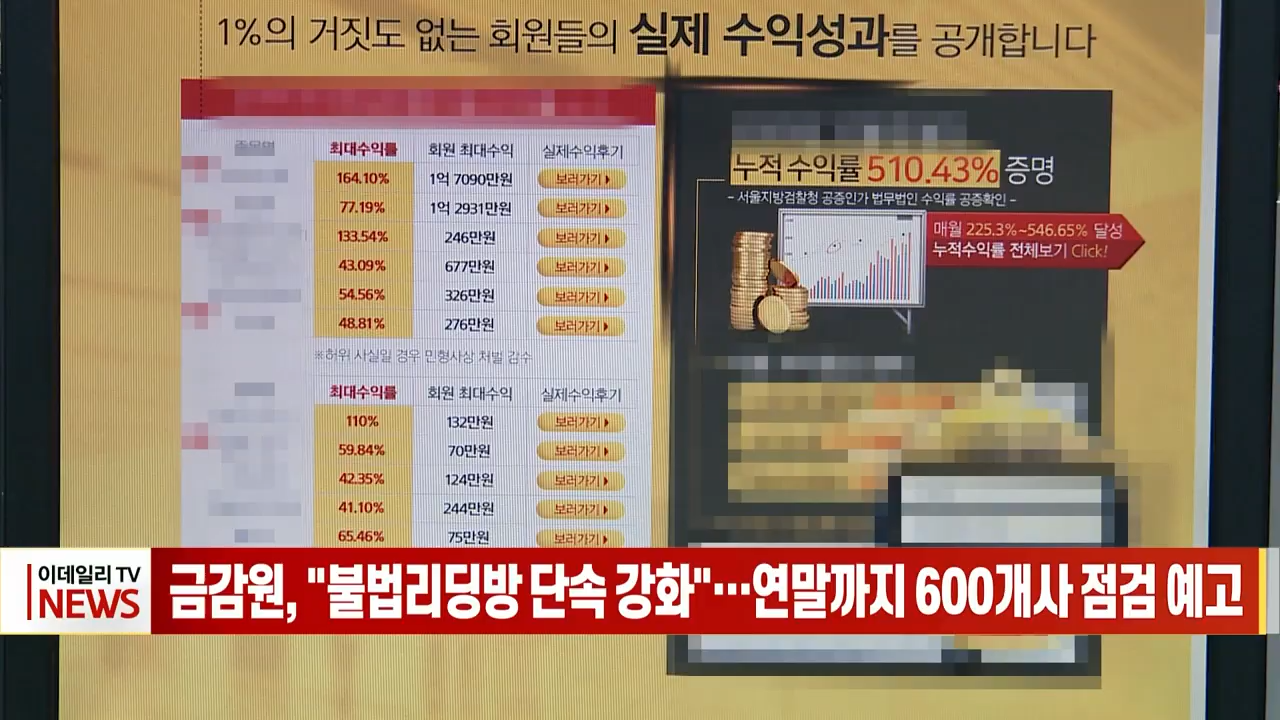 1%의 거짓도 없는 회원들의 실제 수익성과를 공개합니다
최대수익률 회원 최대수익 실제수익후기
164.10% 1억 7090만원 보러가기
77.19% 1억 2931만원 보러가기
133.54% 246만원 보러가기
43.09% 677만원 보러가기
54.56% 326만원 보러가기
48.81% 276만원 보러가기
※허위 사실일 경우 민형사상 처벌 감수
최대수익률 회원 최대수익 실제수익후기
110% 132만원 보러가기
59.84% 70만원 보러가기
42.35% 124만원 보러가기
41.10% 244만원 보러가기
65.46% 75만원 보러가기
누적 수익률 510.43% 증명
- 서울지방검찰청 공증인가 법무법인 수익률 공증확인 -
매월 225.3%~546.65% 달성
누적수익률 전체보기 Click!
이데일리 TV
NEWS
금감원, "불법리딩방 단속 강화"…연말까지 600개사 점검 예고